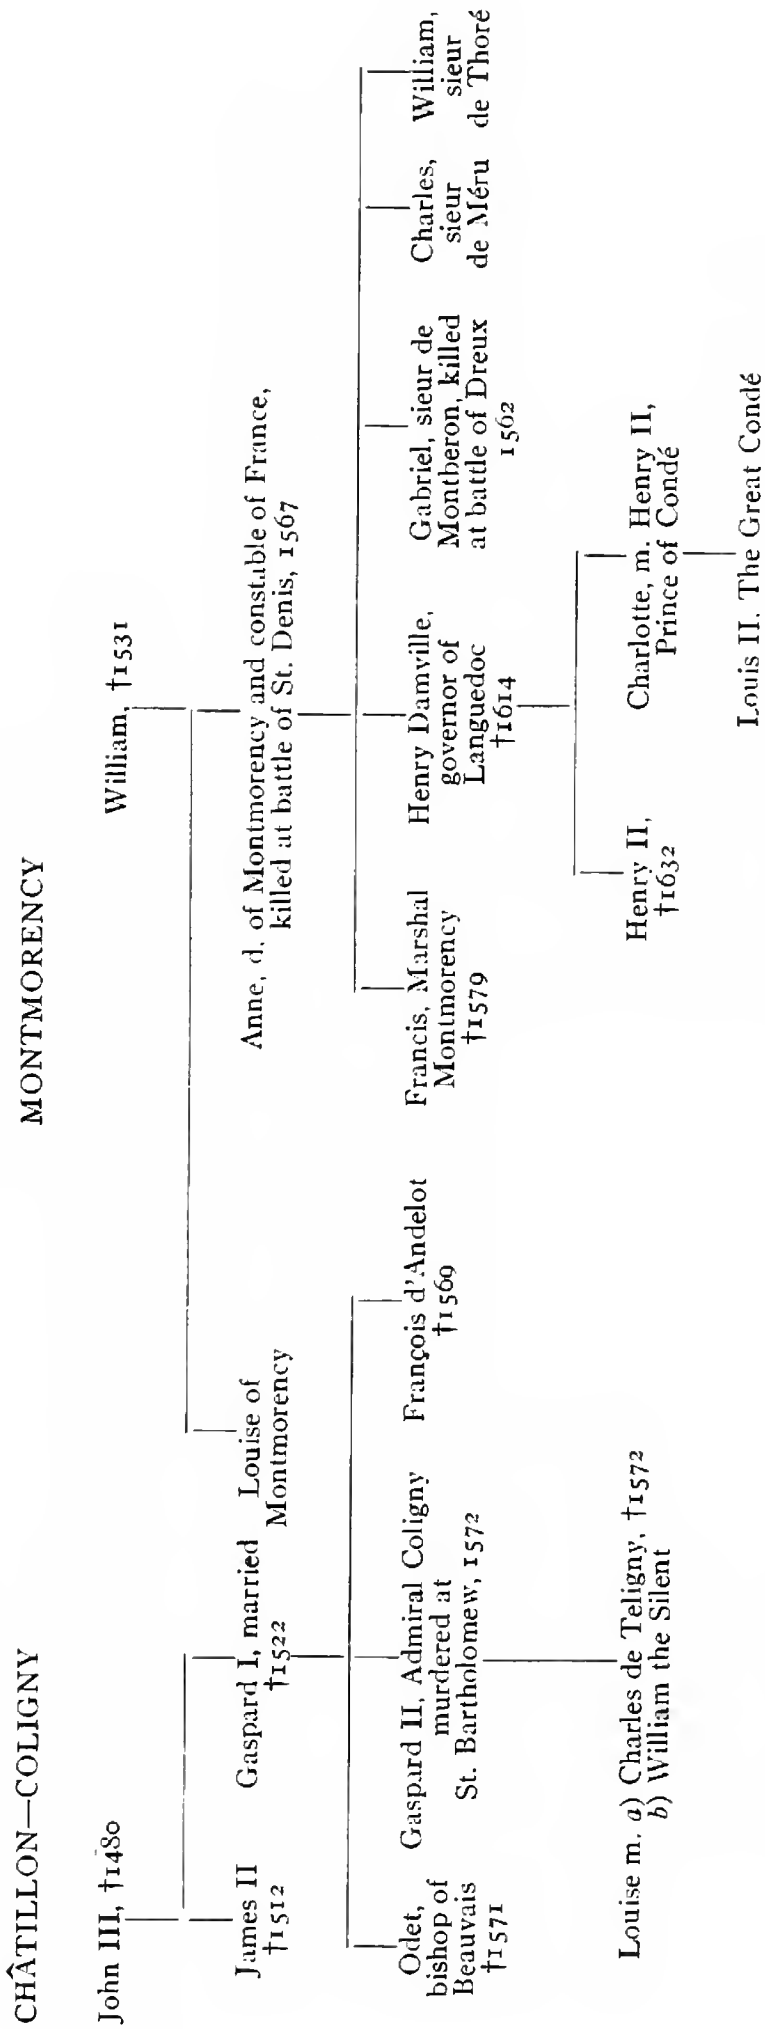 CHÂTILLON—COLIGNY
MONTMORENCY
John III, †1480
William, †1531
James II
†1512
Gaspard I, married
†1522
Louise of
Montmorency
Anne, d. of Montmorency and constable of France,
killed at battle of St. Denis, 1567
Odet,
bishop of
Beauvais
†1571
Gaspard II, Admiral Coligny
murdered at
St. Bartholomew, 1572
François d'Andelot
†1569
Francis, Marshal
Montmorency
†1579
Henry Damville,
governor of
Languedoc
†1614
Gabriel, sieur de
Montberon, killed
at battle of Dreux
1562
Charles,
sieur
de Méru
William,
sieur
de Thoré
Louise m. a) Charles de Teligny, †1572
b) William the Silent
Henry II,
†1632
Charlotte, m. Henry II,
Prince of Condé
Louis II. The Great Condé